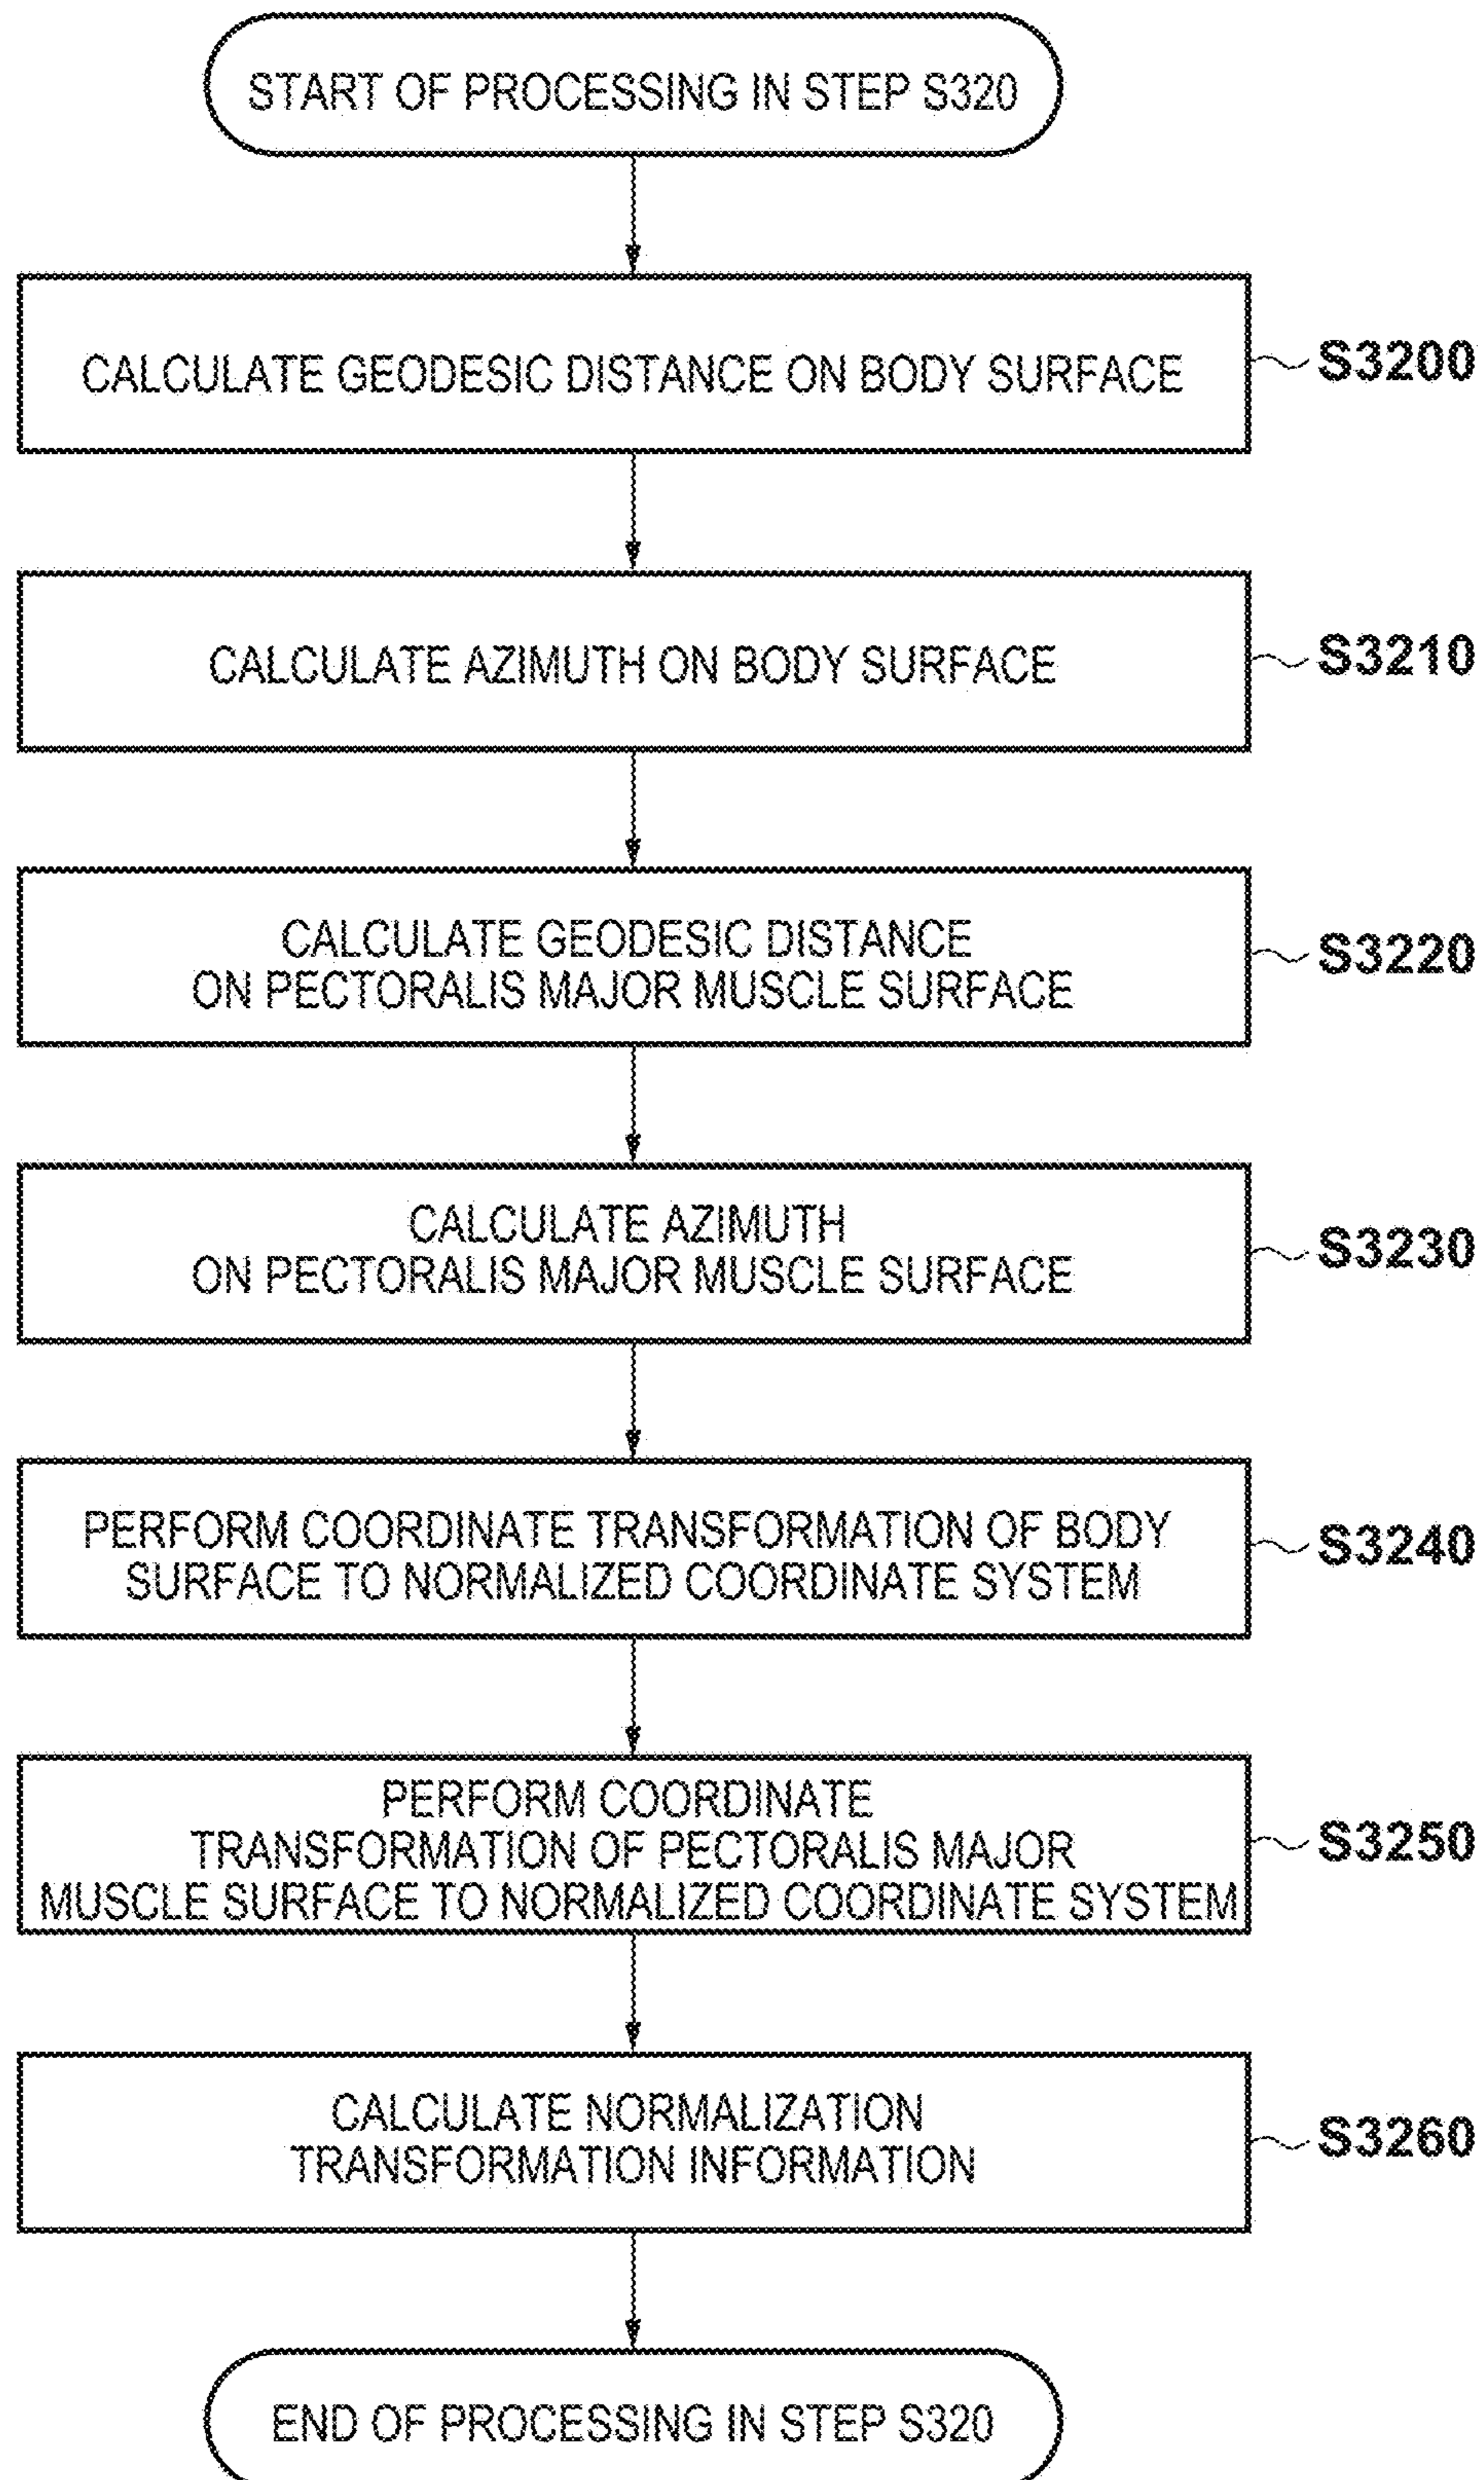 START OF PROCESSING IN STEP S320
CALCULATE GEODESIC DISTANCE ON BODY SURFACE
S3200
CALCULATE AZIMUTH ON BODY SURFACE
S3210
CALCULATE GEODESIC DISTANCE
ON PECTORALIS MAJOR MUSCLE SURFACE
S3220
CALCULATE AZIMUTH
ON PECTORALIS MAJOR MUSCLE SURFACE
S3230
PERFORM COORDINATE TRANSFORMATION OF BODY
SURFACE TO NORMALIZED COORDINATE SYSTEM
S3240
PERFORM COORDINATE
TRANSFORMATION OF PECTORALIS MAJOR
MUSCLE SURFACE TO NORMALIZED COORDINATE SYSTEM
S3250
CALCULATE NORMALIZATION
TRANSFORMATION INFORMATION
S3260
END OF PROCESSING IN STEP S320